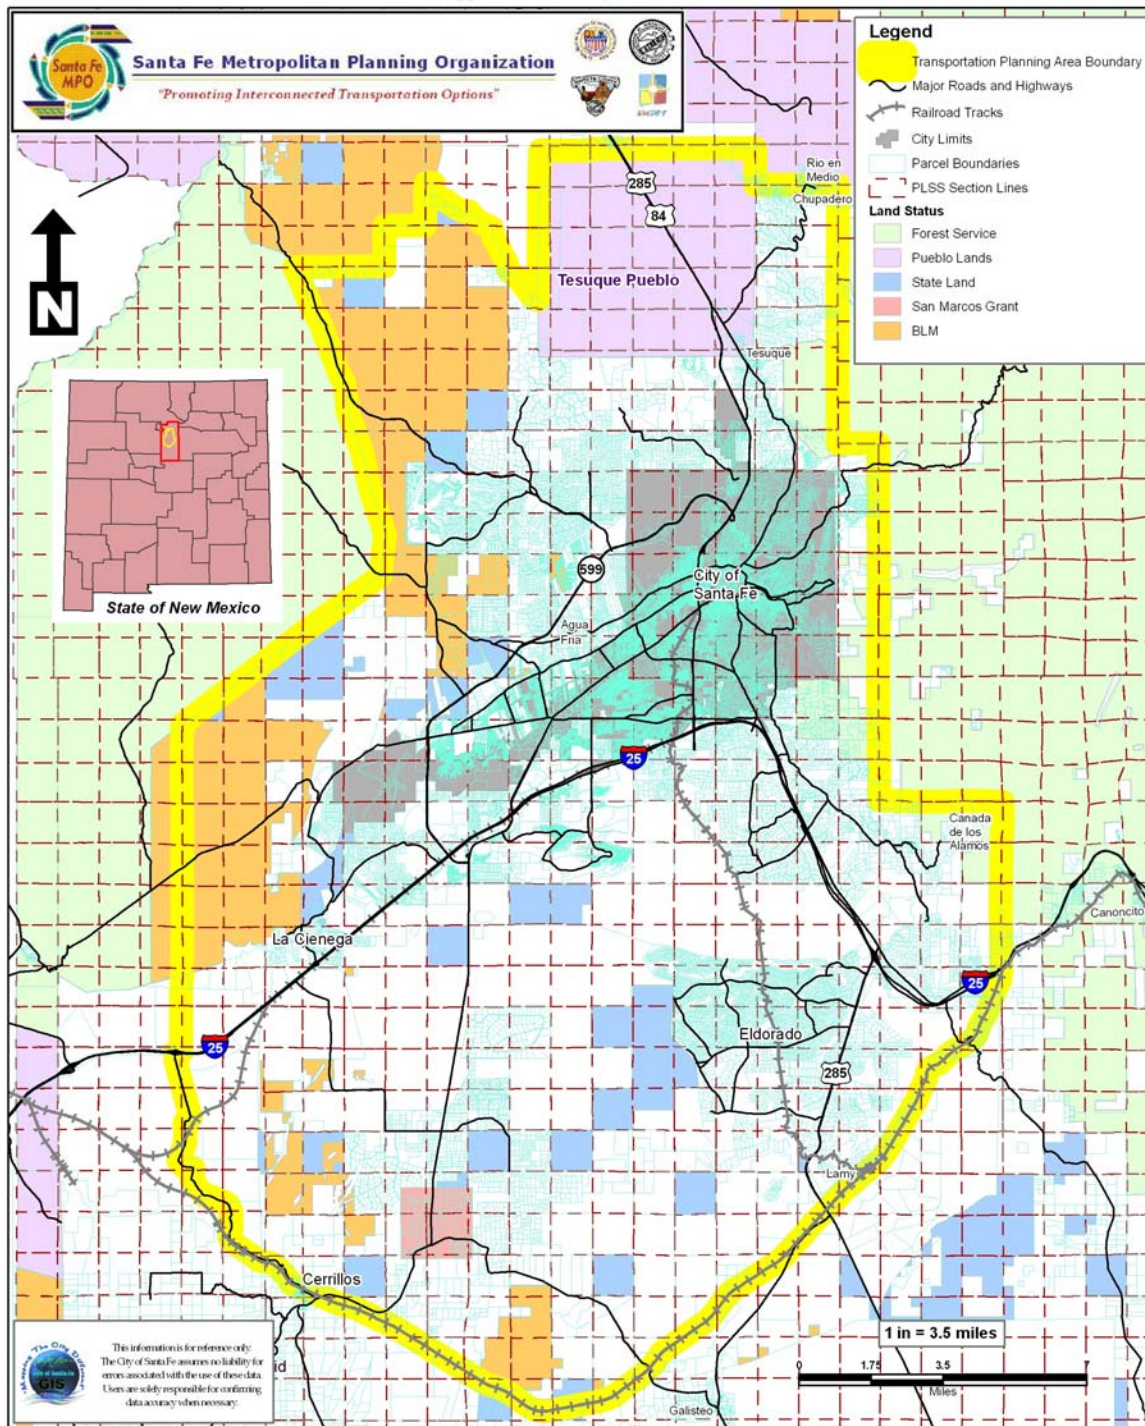 Santa Fe
MPO
Santa Fe Metropolitan Planning Organization
"Promoting Interconnected Transportation Options"
Legend
Transportation Planning Area Boundary
Major Roads and Highways
Railroad Tracks
City Limits
Parcel Boundaries
PLSS Section Lines
Land Status
Forest Service
Pueblo Lands
State Land
San Marcos Grant
BLM
N
285
84
Rio en
Medio
Chupadero
Tesuque Pueblo
Tesuque
State of New Mexico
599
City of
Santa Fe
Agua
Fria
25
Canada
de los
Alamos
Canoncito
La Cienega
25
25
Eldorado
285
Lamy
Cerrillos
Galisteo
1 in = 3.5 miles
0 1.75 3.5 7
Miles
GIS
This information is for reference only.
The City of Santa Fe assumes no liability for
errors associated with the use of these data.
Users are solely responsible for confirming
data accuracy when necessary.
id